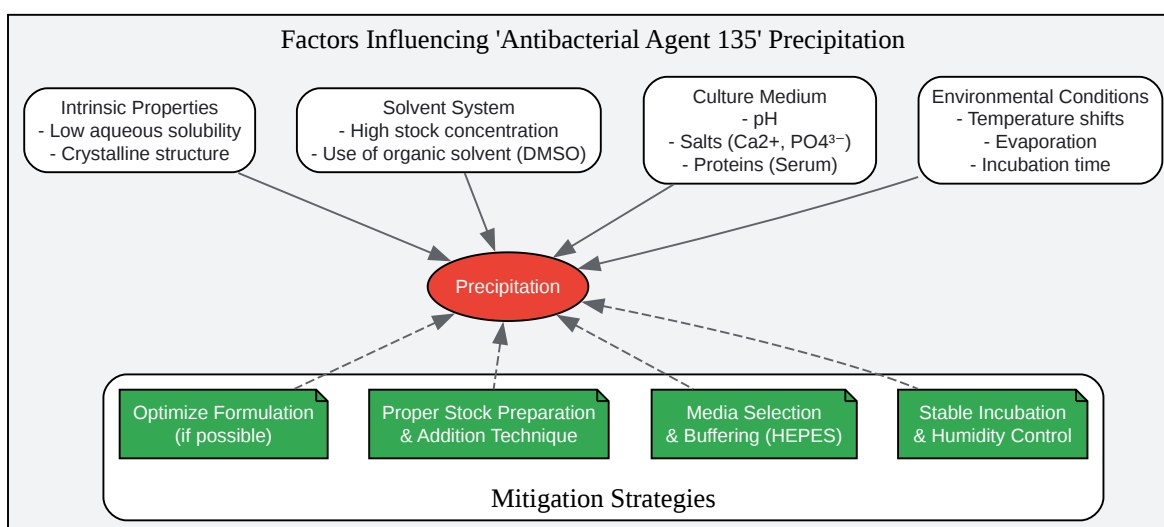 Factors Influencing 'Antibacterial Agent 135' Precipitation
Intrinsic Properties
- Low aqueous solubility
- Crystalline structure
Solvent System
- High stock concentration
- Use of organic solvent (DMSO)
Culture Medium
- pH
- Salts (Ca2+, PO4³⁻)
- Proteins (Serum)
Environmental Conditions
- Temperature shifts
- Evaporation
- Incubation time
Precipitation
Optimize Formulation
(if possible)
Proper Stock Preparation
& Addition Technique
Media Selection
& Buffering (HEPES)
Stable Incubation
& Humidity Control
Mitigation Strategies